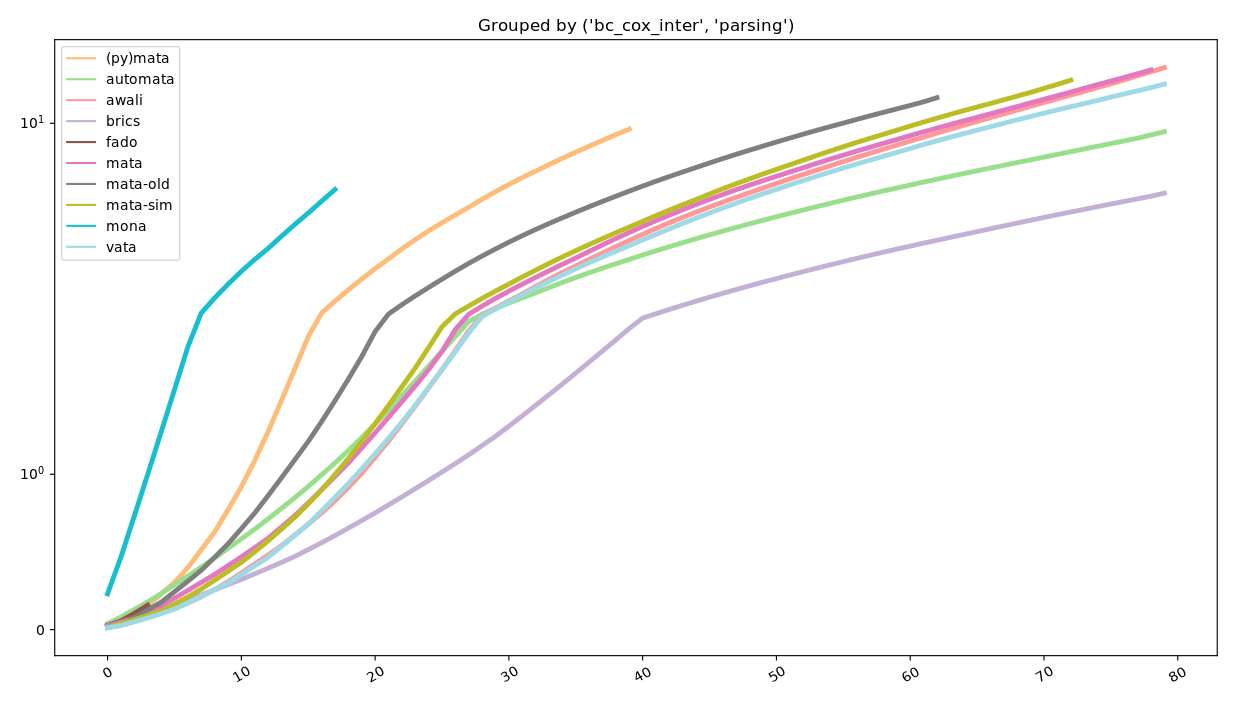 Grouped by ('bc_cox_inter', 'parsing')
(py)mata
automata
awali
brics
fado
mata
mata-old
mata-sim
mona
vata
10¹
10⁰
0
0 10 20 30 40 50 60 70 80